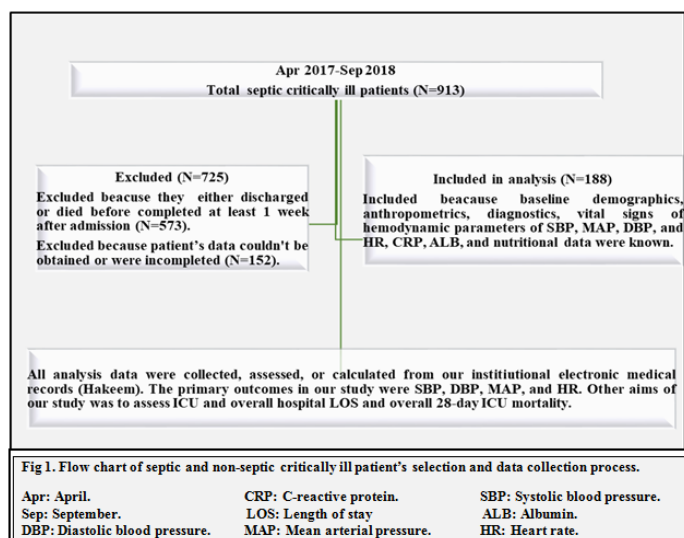 Apr 2017-Sep 2018
Total septic critically ill patients (N=913)
Excluded (N=725)
Excluded beacuse they either discharged
or died before completed at least 1 week
after admission (N=573).
Excluded because patient's data couldn't be
obtained or were incompleted (N=152).
Included in analysis (N=188)
Included beacause baseline demographics,
anthropometrics, diagnostics, vital signs of
hemodynamic parameters of SBP, MAP, DBP, and
HR, CRP, ALB, and nutritional data were known.
All analysis data were collected, assessed, or calculated from our institiutional electronic medical
records (Hakeem). The primary outcomes in our study were SBP, DBP, MAP, and HR. Other aims of
our study was to assess ICU and overall hospital LOS and overall 28-day ICU mortality.
Fig 1. Flow chart of septic and non-septic critically ill patient's selection and data collection process.
Apr: April. CRP: C-reactive protein. SBP: Systolic blood pressure.
Sep: September. LOS: Length of stay ALB: Albumin.
DBP: Diastolic blood pressure. MAP: Mean arterial pressure. HR: Heart rate.